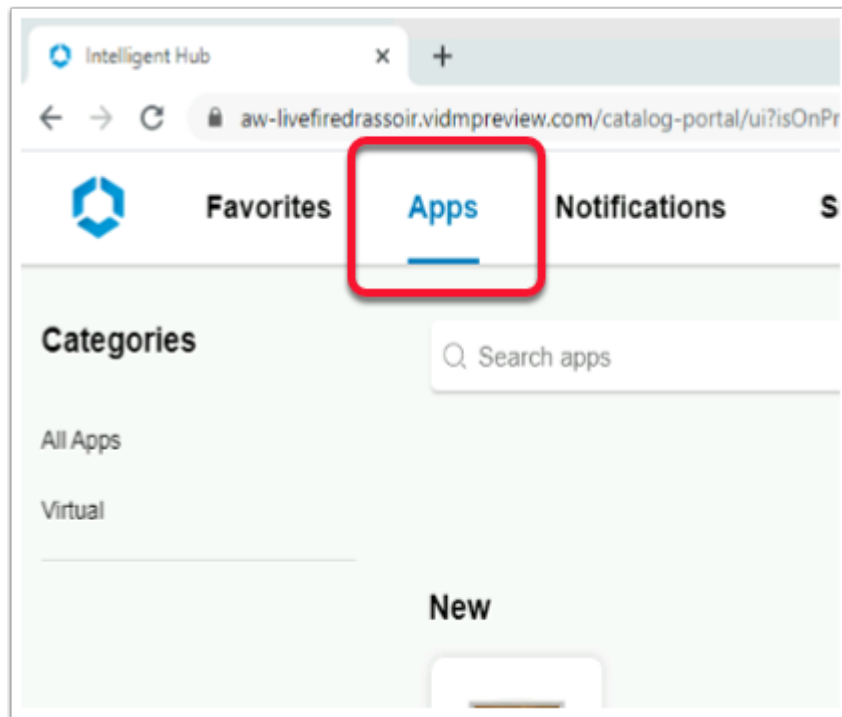 Intelligent Hub
aw-livefiredrassoir.vidmpreview.com/catalog-portal/ui?isOnPr
Favorites Apps Notifications S
Categories
Search apps
All Apps
Virtual
New